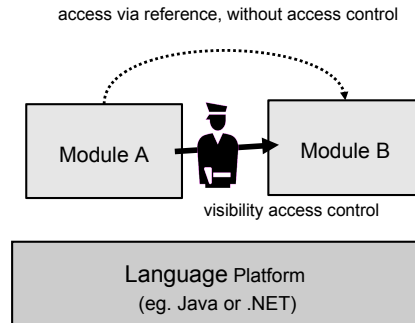 access via reference, without access control
Module A
Module B
visibility access control
Language Platform
(eg. Java or .NET)